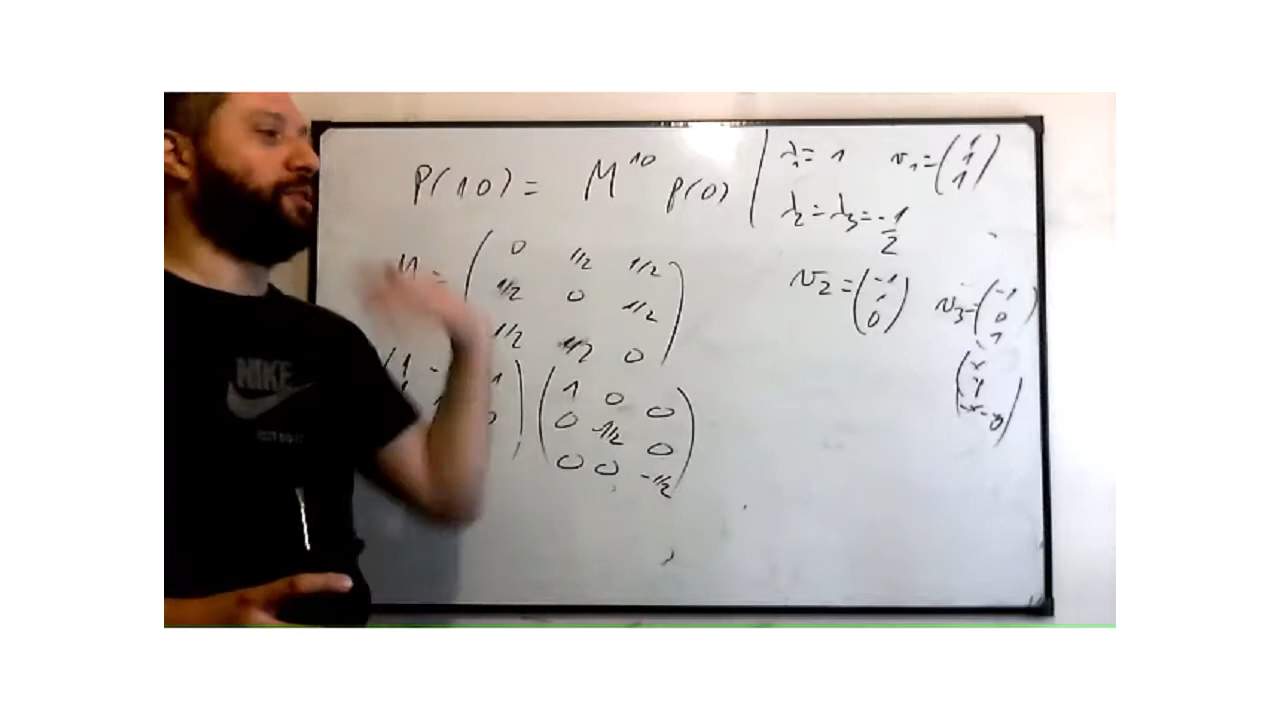 P(10) = M^10 p(0)
λ₁ = 1 v₁ = (1 1 1)
λ₂ = λ₃ = -1/2
v₂ = (-1 1 0) v₃ = (-1 0 1)
M = (0 1/2 1/2
1/2 0 1/2
1/2 1/2 0)
(1 0 0
0 -1/2 0
0 0 -1/2)
NIKE